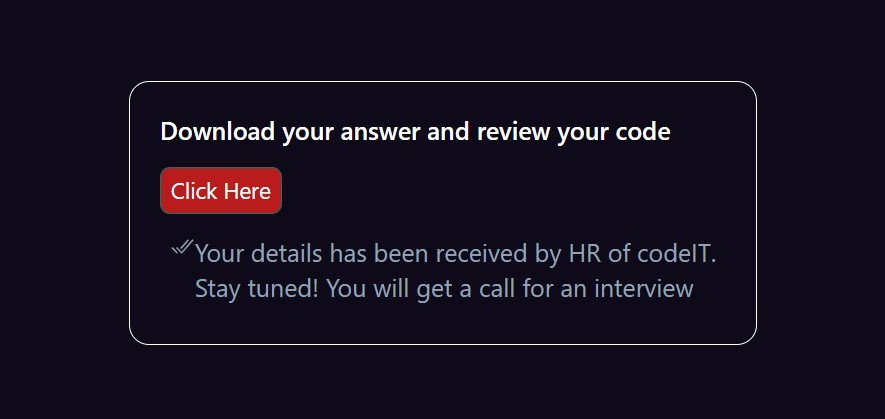 Download your answer and review your code
Click Here
Your details has been received by HR of codeIT.
Stay tuned! You will get a call for an interview